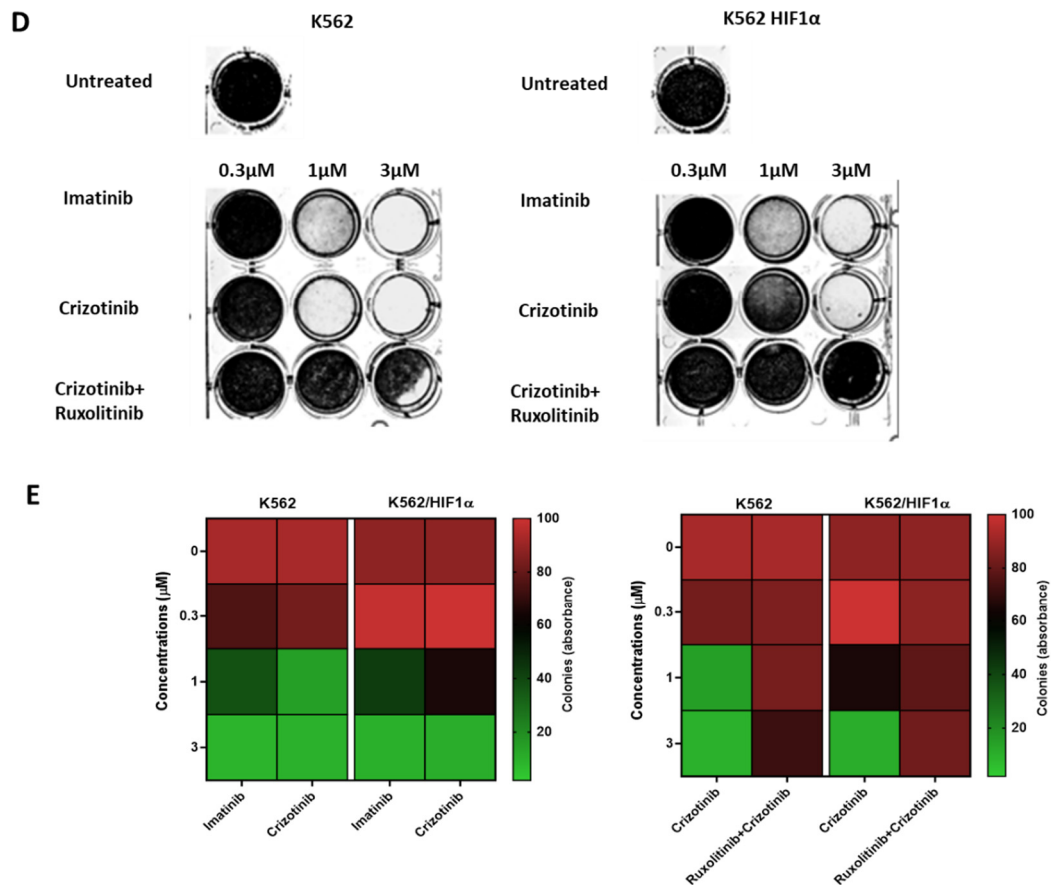 D
K562
K562 HIF1α
Untreated
Untreated
0.3μM 1μM 3μM
0.3μM 1μM 3μM
Imatinib
Imatinib
Crizotinib
Crizotinib
Crizotinib+
Ruxolitinib
Crizotinib+
Ruxolitinib
E
K562 K562/HIF1α
Concentrations (μM)
0
0.3
1
3
Imatinib
Crizotinib
Imatinib
Crizotinib
100
80
60
40
20
Colonies (absorbance)
K562 K562/HIF1α
Concentrations (μM)
0
0.3
1
3
Crizotinib
Ruxolitinib+Crizotinib
Crizotinib
Ruxolitinib+Crizotinib
100
80
60
40
20
Colonies (absorbance)